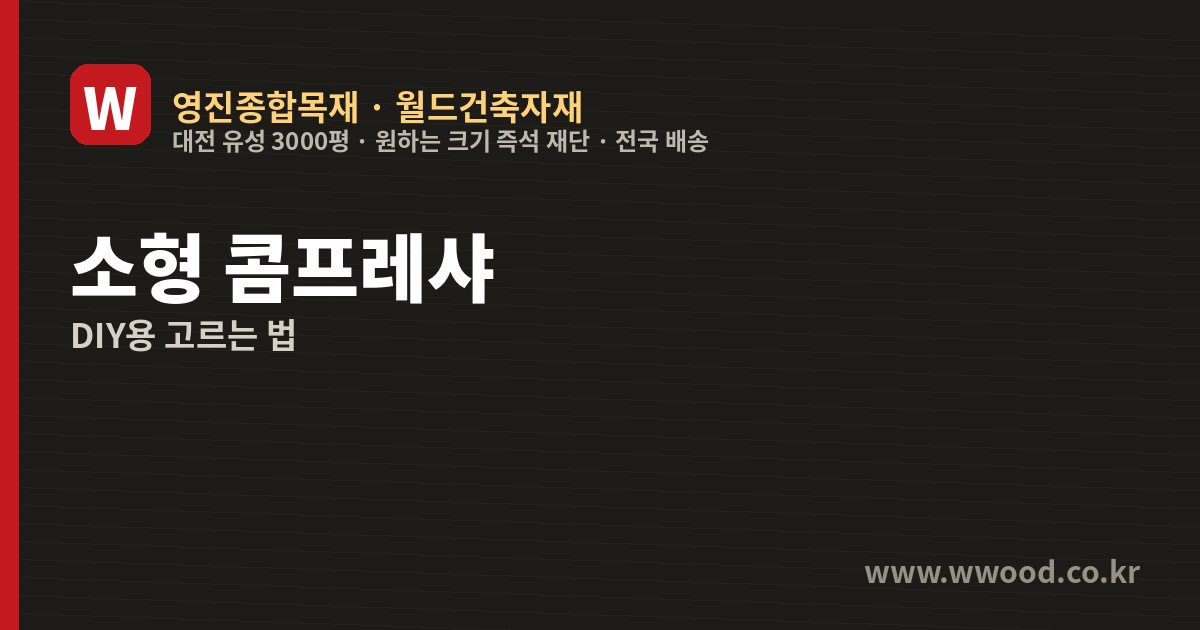 W
영진종합목재 · 월드건축자재
대전 유성 3000평 · 원하는 크기 즉석 재단 · 전국 배송
소형 콤프레샤
DIY용 고르는 법
www.wwood.co.kr